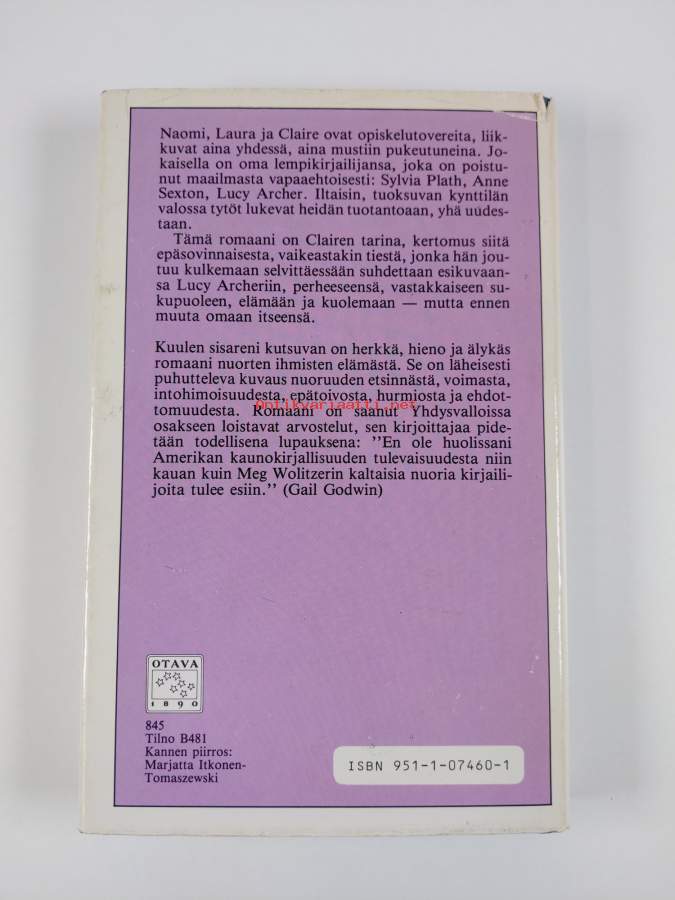 Naomi, Laura ja Claire ovat opiskelutovereita, liik-
kuvat aina yhdessä, aina mustiin pukeutuneina. Jo-
kaisella on oma lempikirjailijansa, joka on poistu-
nut maailmasta vapaaehtoisesti: Sylvia Plath, Anne
Sexton, Lucy Archer. Iltaisin, tuoksuvan kynttilän
valossa tytöt lukevat heidän tuotantoaan, yhä uudes-
taan.
Tämä romaani on Clairen tarina, kertomus siitä
epäsovinnaisesta, vaikeastakin tiestä, jonka hän jou-
tuu kulkemaan selvittäessään suhdettaan esikuvaan-
sa Lucy Archeriin, perheeseensä, vastakkaiseen su-
kupuoleen, elämään ja kuolemaan — mutta ennen
muuta omaan itseensä.
Kuulen sisareni kutsuvan on herkkä, hieno ja älykäs
romaani nuorten ihmisten elämästä. Se on läheisesti
puhutteleva kuvaus nuoruuden etsinnästä, voimasta,
intohimoisuudesta, epätoivosta, hurmiosta ja ehdot-
tomuudesta. Romaani on saanut Yhdysvalloissa
Antikvariaatti.net
osakseen loistavat arvostelut, sen kirjoittajaa pide-
tään todellisena lupauksena: ''En ole huolissani
Amerikan kaunokirjallisuuden tulevaisuudesta niin
kauan kuin Meg Wolitzerin kaltaisia nuoria kirjaili-
joita tulee esiin.'' (Gail Godwin)
OTAVA
1890
845
Tilno B481
Kannen piirros:
Marjatta Itkonen-
Tomaszewski
ISBN 951-1-07460-1